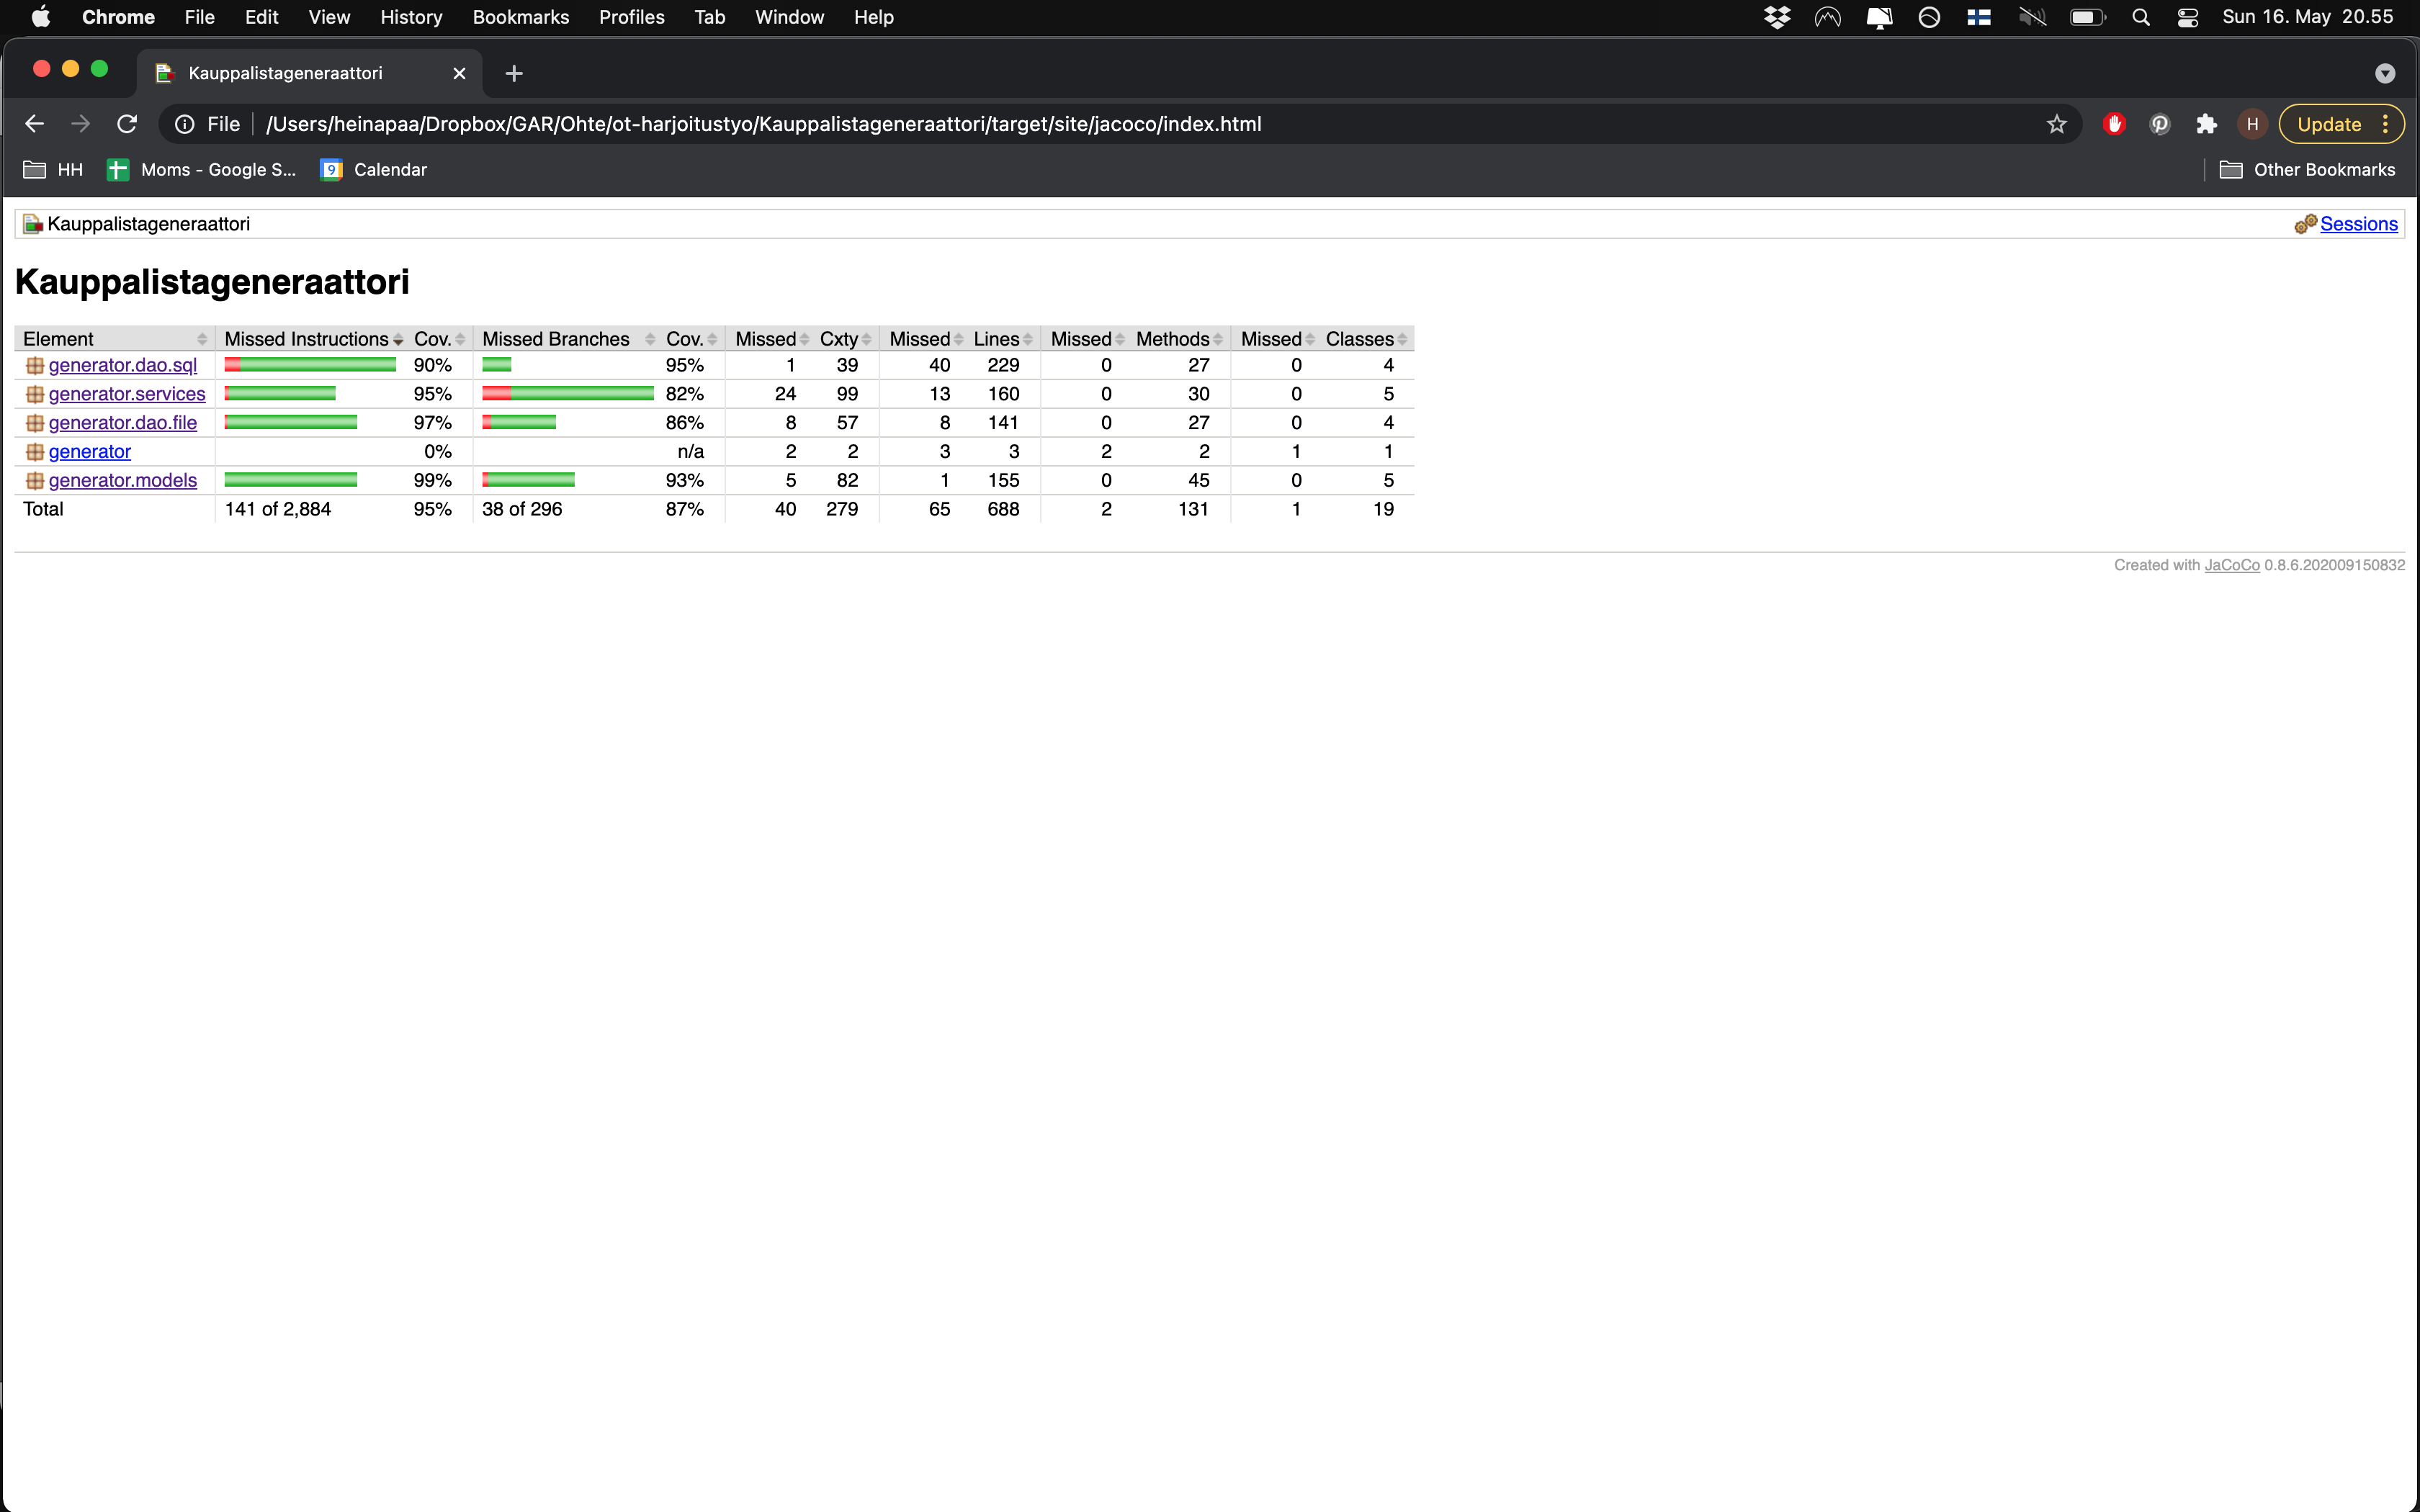 Chrome File Edit View History Bookmarks Profiles Tab Window Help Sun 16. May 20.55
Kauppalistageneraattori
File /Users/heinapaa/Dropbox/GAR/Ohte/ot-harjoitustyo/Kauppalistageneraattori/target/site/jacoco/index.html H Update
HH Moms - Google S... 9 Calendar Other Bookmarks
Kauppalistageneraattori Sessions
Kauppalistageneraattori
Element Missed Instructions Cov. Missed Branches Cov. Missed Cxty Missed Lines Missed Methods Missed Classes
generator.dao.sql 90% 95% 1 39 40 229 0 27 0 4
generator.services 95% 82% 24 99 13 160 0 30 0 5
generator.dao.file 97% 86% 8 57 8 141 0 27 0 4
generator 0% n/a 2 2 3 3 2 2 1 1
generator.models 99% 93% 5 82 1 155 0 45 0 5
Total 141 of 2,884 95% 38 of 296 87% 40 279 65 688 2 131 1 19
Created with JaCoCo 0.8.6.202009150832